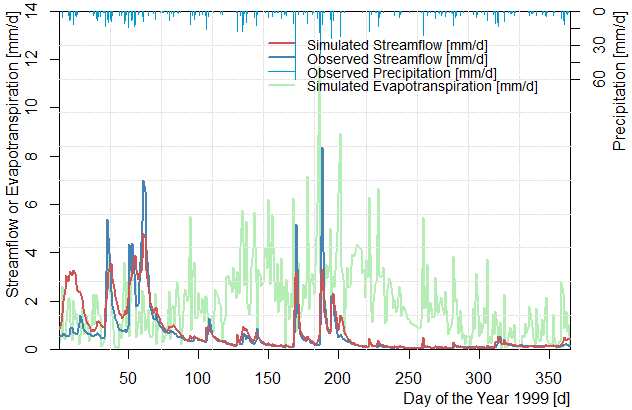 Streamflow or Evapotranspiration [mm/d]
14
12
10
8
6
4
2
0
Simulated Streamflow [mm/d]
Observed Streamflow [mm/d]
Observed Precipitation [mm/d]
Simulated Evapotranspiration [mm/d]
0
30
60
Precipitation [mm/d]
50 100 150 200 250 300 350
Day of the Year 1999 [d]